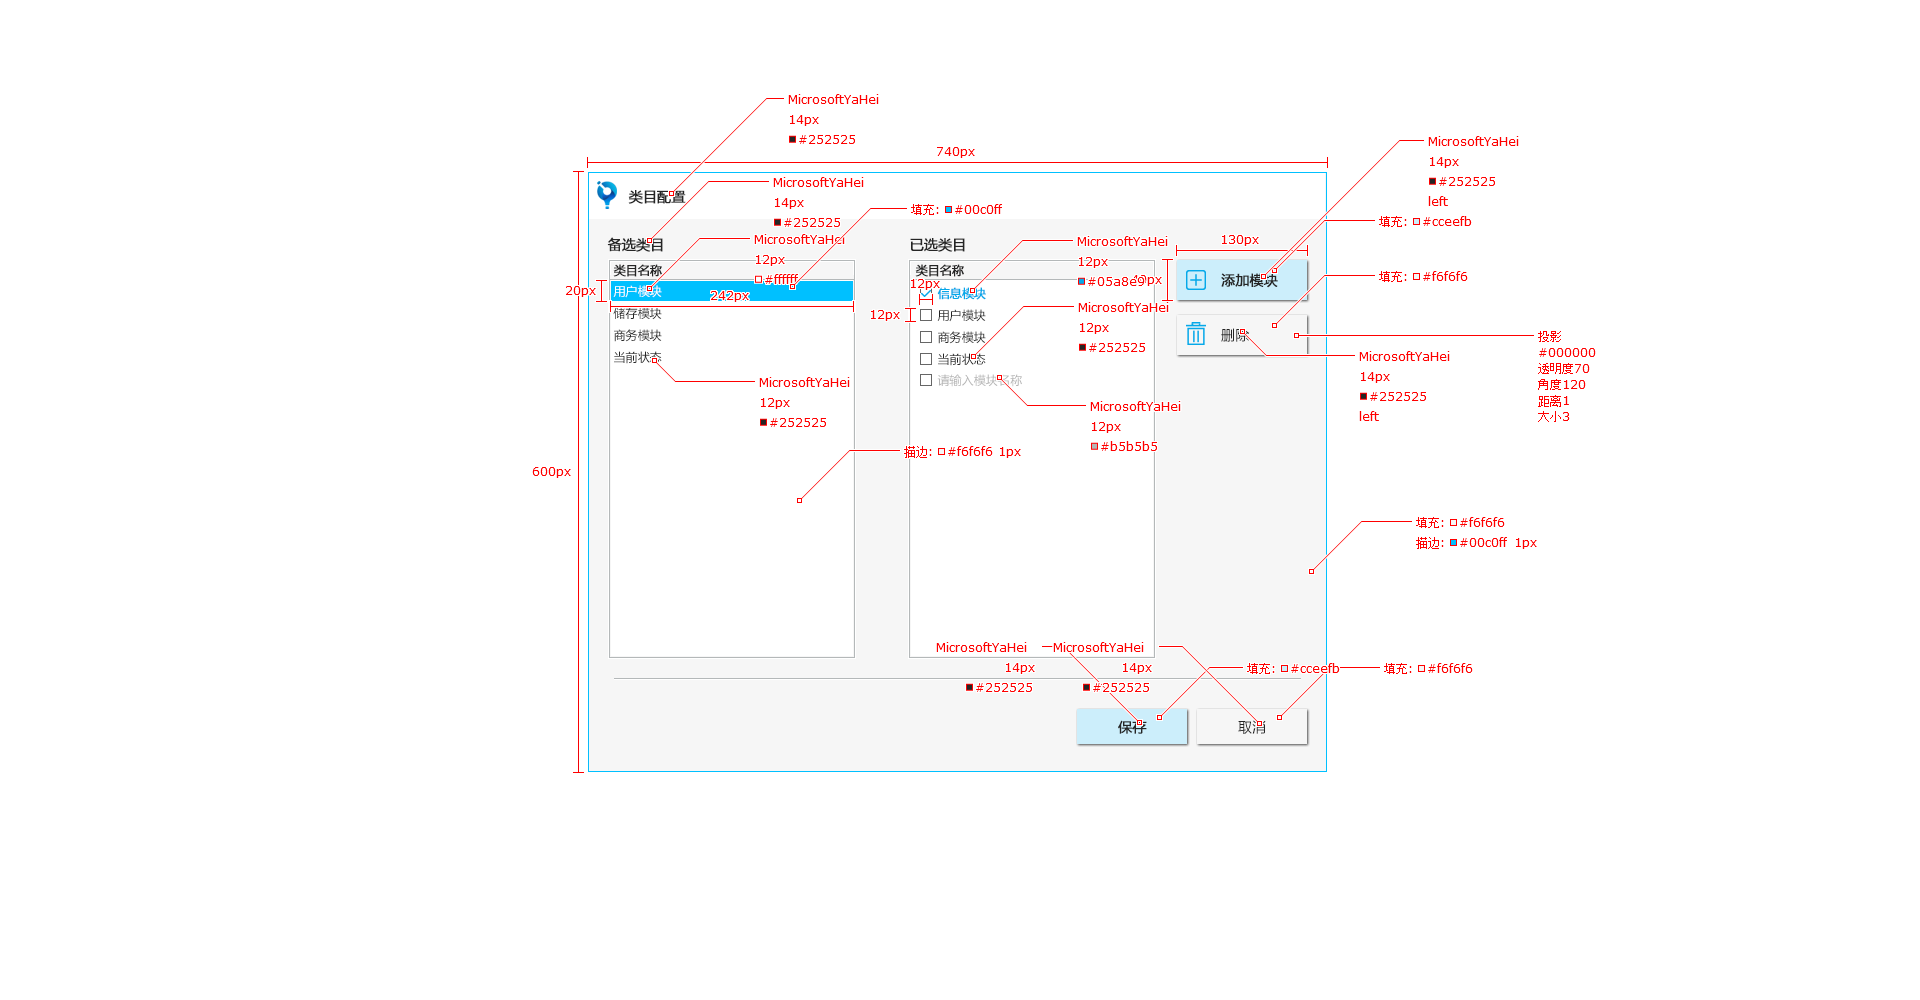 MicrosoftYaHei
14px
#252525
740px
MicrosoftYaHei
14px
#252525
left
填充: #cceefb
类目配置
MicrosoftYaHei
14px
#252525
填充: #00c0ff
备选类目
MicrosoftYaHei
12px
#ffffff
已选类目
MicrosoftYaHei
12px
#05a8e9
130px
类目名称
类目名称
20px
用户模块
242px
储存模块
商务模块
当前状态
12px
信息模块
12px
用户模块
商务模块
当前状态
请输入模块名称
添加模块
填充: #f6f6f6
MicrosoftYaHei
12px
#252525
删除
投影
#000000
透明度70
角度120
距离1
大小3
MicrosoftYaHei
14px
#252525
left
MicrosoftYaHei
12px
#252525
MicrosoftYaHei
12px
#b5b5b5
描边: #f6f6f6 1px
600px
填充: #f6f6f6
描边: #00c0ff 1px
MicrosoftYaHei
14px
#252525
MicrosoftYaHei
14px
#252525
填充: #cceefb
填充: #f6f6f6
保存
取消